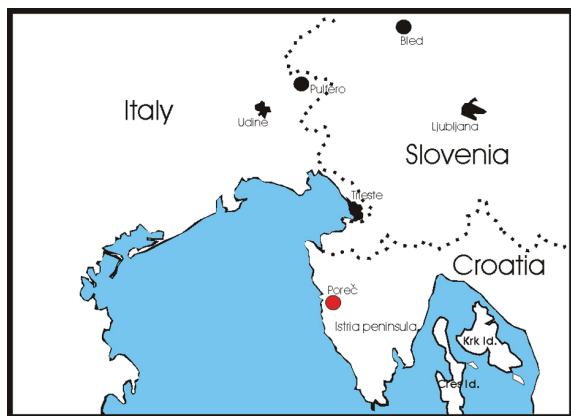 Bled
Pulfero
Italy
Udine
Ljubljana
Slovenia
Trieste
Croatia
Poreč
Istria peninsula
Krk Id.
Cres Id.